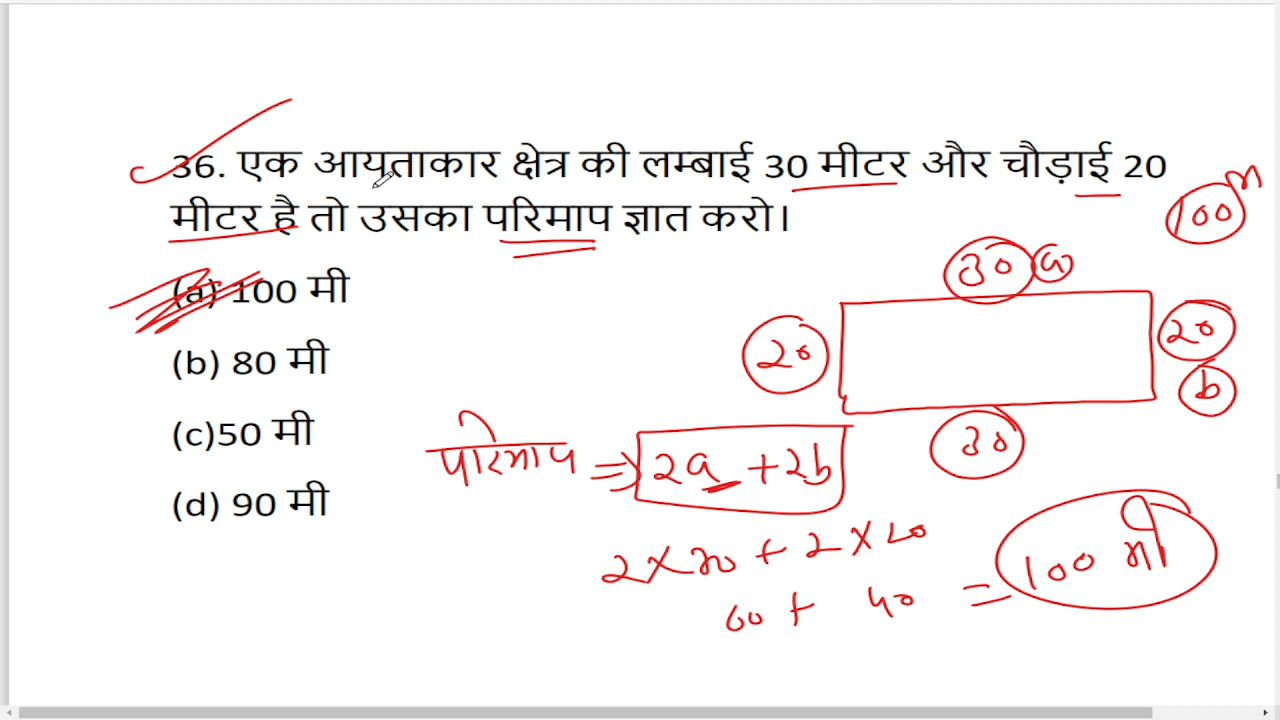 36. एक आयताकार क्षेत्र की लम्बाई 30 मीटर और चौड़ाई 20
मीटर है तो उसका परिमाप ज्ञात करो।
100 m
(a) 100 मी
30 a
(b) 80 मी
20
20
b
(c)50 मी
30
परिमाप ⇒ 2a + 2b
(d) 90 मी
2 × 30 + 2 × 20
60 + 40 = 100 मी